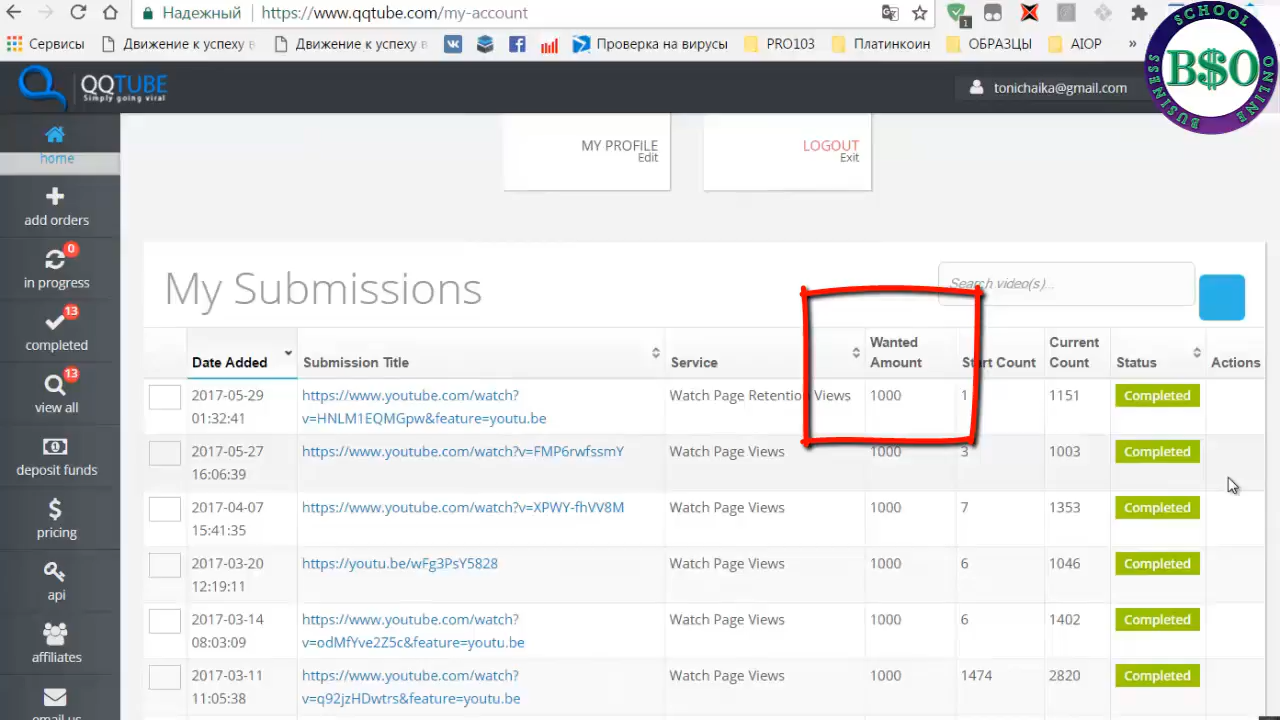 Надежный https://www.qqtube.com/my-account
Сервисы Движение к успеху Движение к успеху Проверка на вирусы PRO103 Платинкоин ОБРАЗЦЫ AIOP »
SCHOOL
B$O
BUSINESS ONLINE
QQTUBE
Simply going viral
tonichaika@gmail.com
home
add orders
0
in progress
13
completed
13
view all
deposit funds
pricing
api
affiliates
email us
MY PROFILE
Edit
LOGOUT
Exit
My Submissions
Search video(s)...
Date Added Submission Title Service Wanted Amount Start Count Current Count Status Actions
2017-05-29 https://www.youtube.com/watch? Watch Page Retention Views 1000 1 1151 Completed
01:32:41 v=HNLM1EQMGpw&feature=youtu.be
2017-05-27 https://www.youtube.com/watch?v=FMP6rwfssmY Watch Page Views 1000 3 1003 Completed
16:06:39
2017-04-07 https://www.youtube.com/watch?v=XPWY-fhVV8M Watch Page Views 1000 7 1353 Completed
15:41:35
2017-03-20 https://youtu.be/wFg3PsY5828 Watch Page Views 1000 6 1046 Completed
12:19:11
2017-03-14 https://www.youtube.com/watch? Watch Page Views 1000 6 1402 Completed
08:03:09 v=odMfYve2Z5c&feature=youtu.be
2017-03-11 https://www.youtube.com/watch? Watch Page Views 1000 1474 2820 Completed
11:05:38 v=q92jzHDwtrs&feature=youtu.be